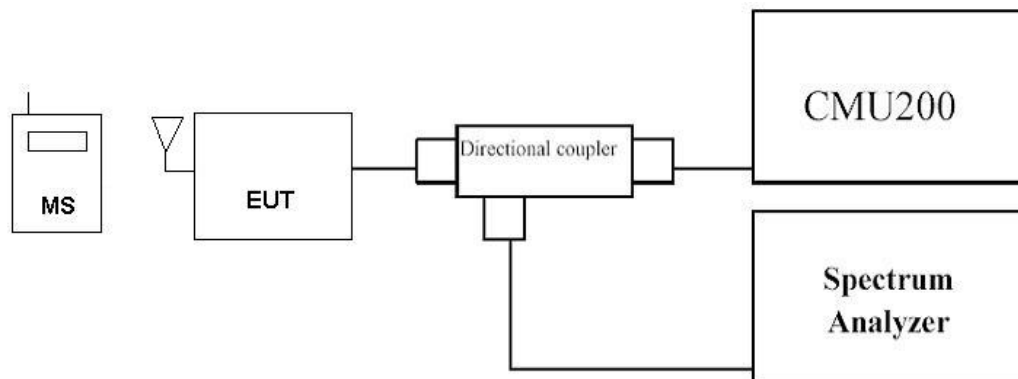 MS
EUT
Directional coupler
CMU200
Spectrum
Analyzer